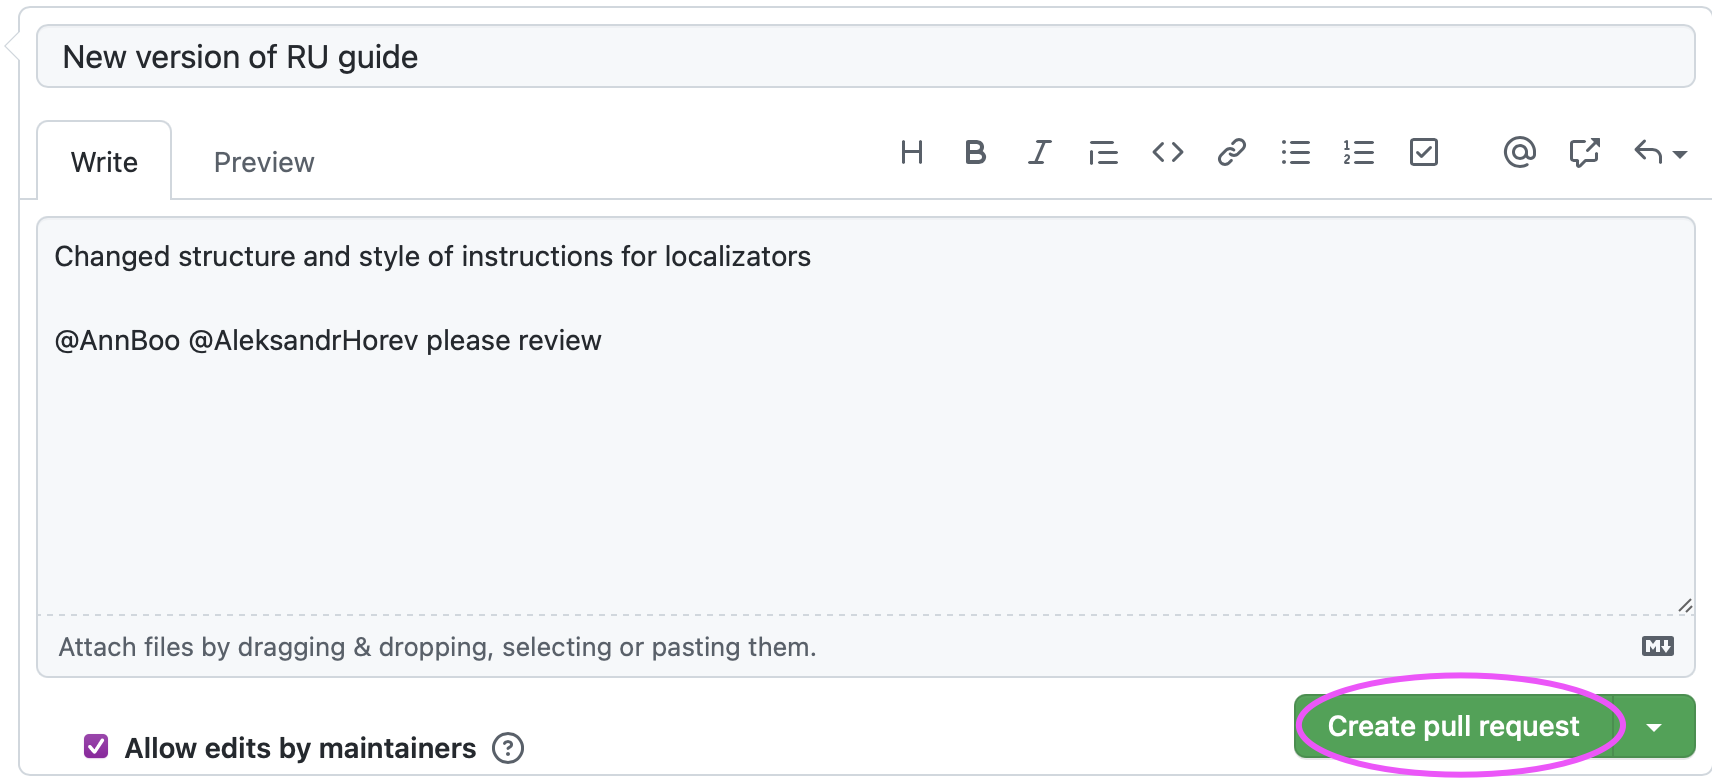 New version of RU guide
Write Preview
Changed structure and style of instructions for localizators
@AnnBoo @AleksandrHorev please review
Attach files by dragging & dropping, selecting or pasting them.
Create pull request
Allow edits by maintainers